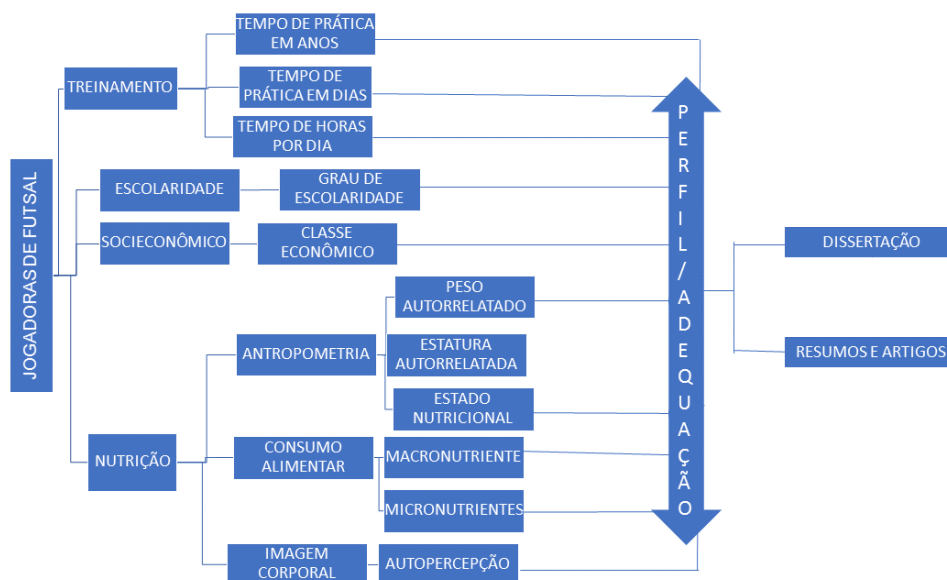 JOGADORAS DE FUTSAL
TREINAMENTO
TEMPO DE PRÁTICA
EM ANOS
TEMPO DE
PRÁTICA EM DIAS
TEMPO DE HORAS
POR DIA
ESCOLARIDADE
GRAU DE
ESCOLARIDADE
SOCIECONÔMICO
CLASSE
ECONÔMICO
NUTRIÇÃO
ANTROPOMETRIA
PESO
AUTORRELATADO
ESTATURA
AUTORRELATADA
ESTADO
NUTRICIONAL
CONSUMO
ALIMENTAR
MACRONUTRIENTE
MICRONUTRIENTES
IMAGEM
CORPORAL
AUTOPERCEPÇÃO
PERFIL/ADEQUAÇÃO
DISSERTAÇÃO
RESUMOS E ARTIGOS